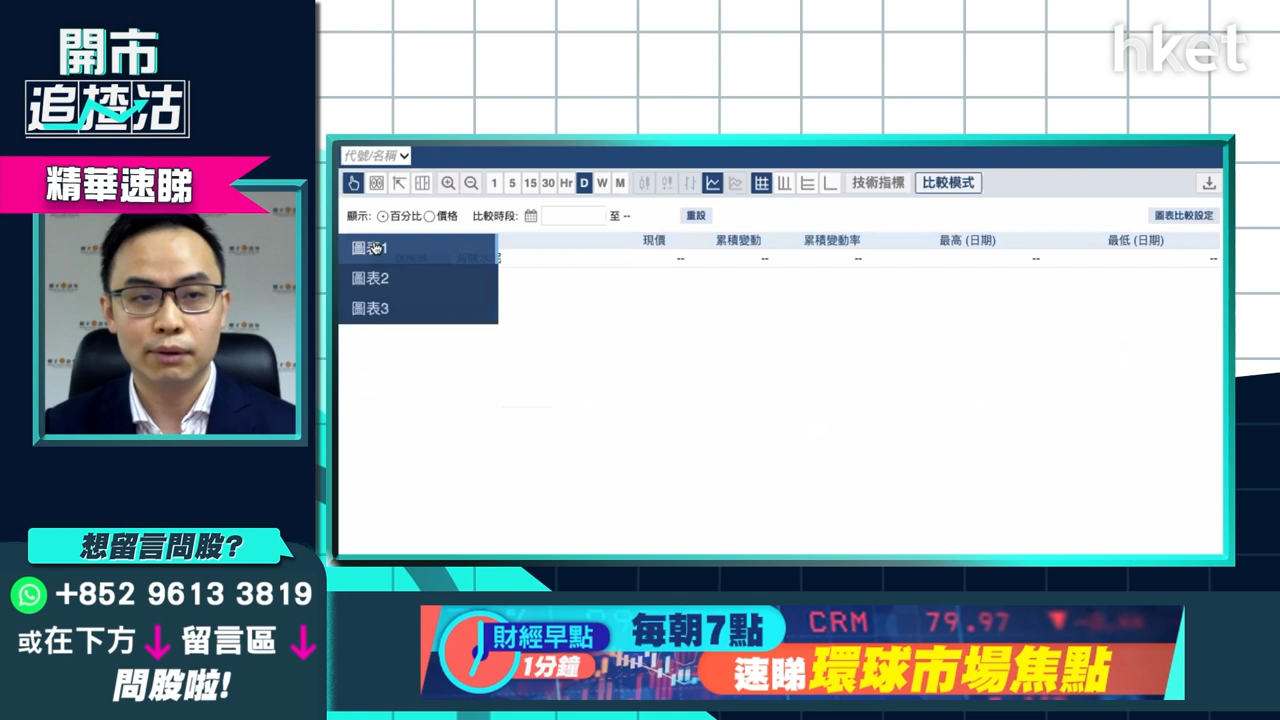 開市
追揸沽
精華速睇
hket
代號/名稱
1 5 15 30 Hr D W M
技術指標 比較模式
顯示: 百分比 價格 比較時段: 至 -- 重設 圖表比較設定
現價 累積變動 累積變動率 最高 (日期) 最低 (日期)
-- -- -- -- --
圖表1
圖表2
圖表3
想留言問股?
+852 9613 3819
或在下方 留言區
問股啦!
財經早點
1分鐘
每朝7點
CRM 79.97
速睇環球市場焦點